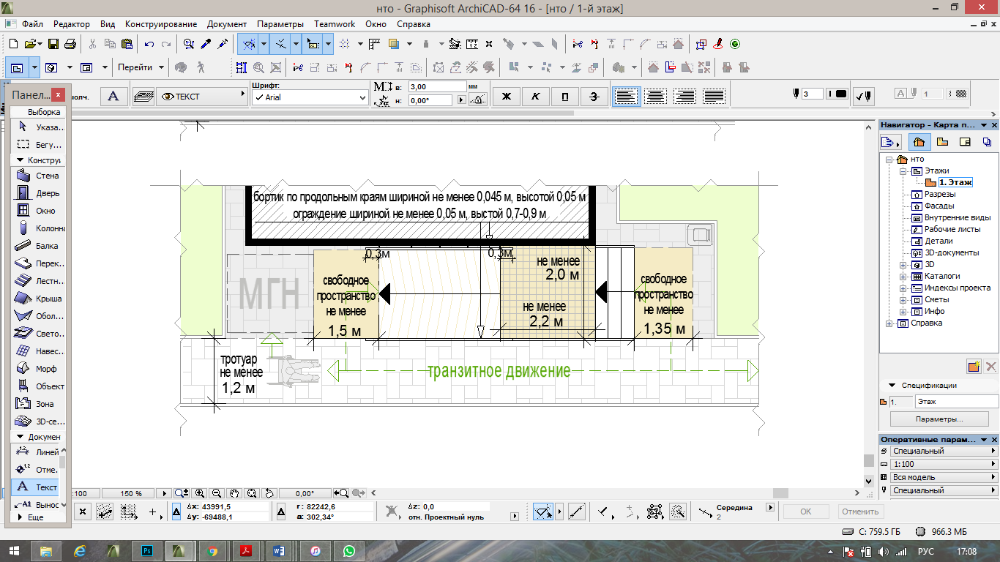 нто - Graphisoft ArchiCAD-64 16 - [нто / 1-й этаж]
Файл Редактор Вид Конструирование Документ Параметры Teamwork Окно Справка
Перейти
Панел...
молч.
ТЕКСТ
Шрифт:
Arial
в: 3,00 мм
н: 0,00°
Ж К П З
3 1
A 1
Выборка
Указа...
Бегу...
Констру
Стена
Дверь
Окно
Колонна
Балка
Перек...
Лестн...
Крыша
Обол...
Свето...
Навес...
Морф
Объект
Зона
3D-се...
Докумен
Линей
Отме.
Текст
Вынос
Еще
бортик по продольным краям шириной не менее 0,045 м, высотой 0,05 м
ограждение шириной не менее 0,05 м, выстой 0,7-0,9 м
0,3м
0,3м
МГН
свободное
пространство
не менее
1,5 м
не менее
2,0 м
не менее
2,2 м
свободное
пространство
не менее
1,35 м
тротуар
не менее
1,2 м
транзитное движение
Навигатор - Карта п...
нто
Этажи
1. Этаж
Разрезы
Фасады
Внутренние виды
Рабочие листы
Детали
3D-документы
3D
Каталоги
Индексы проекта
Сметы
Инфо
Справка
Спецификации
1. Этаж
Параметры...
Оперативные парам...
Специальный
1:100
Вся модель
Специальный
:100 150 % 0,00°
Δx: 43991,5
Δy: -69488,1
r: 82242,6
a: 302,34°
Δz: 0,0
отн. Проектный нуль
Середина
2
ОК Отменить
C: 759.5 ГБ 966.3 МБ
РУС 17:08